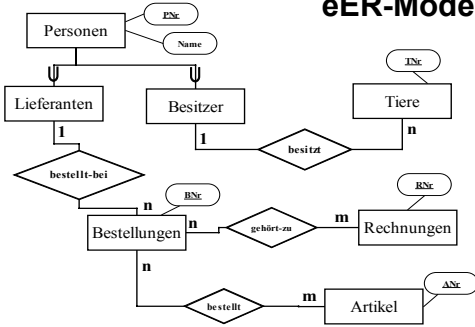 eER-Mode
PNr
Personen
Name
TNr
Lieferanten
Besitzer
Tiere
1
1
n
besitzt
bestellt-bei
BNr
RNr
n
n
m
Bestellungen
gehört-zu
Rechnungen
n
ANr
m
bestellt
Artikel